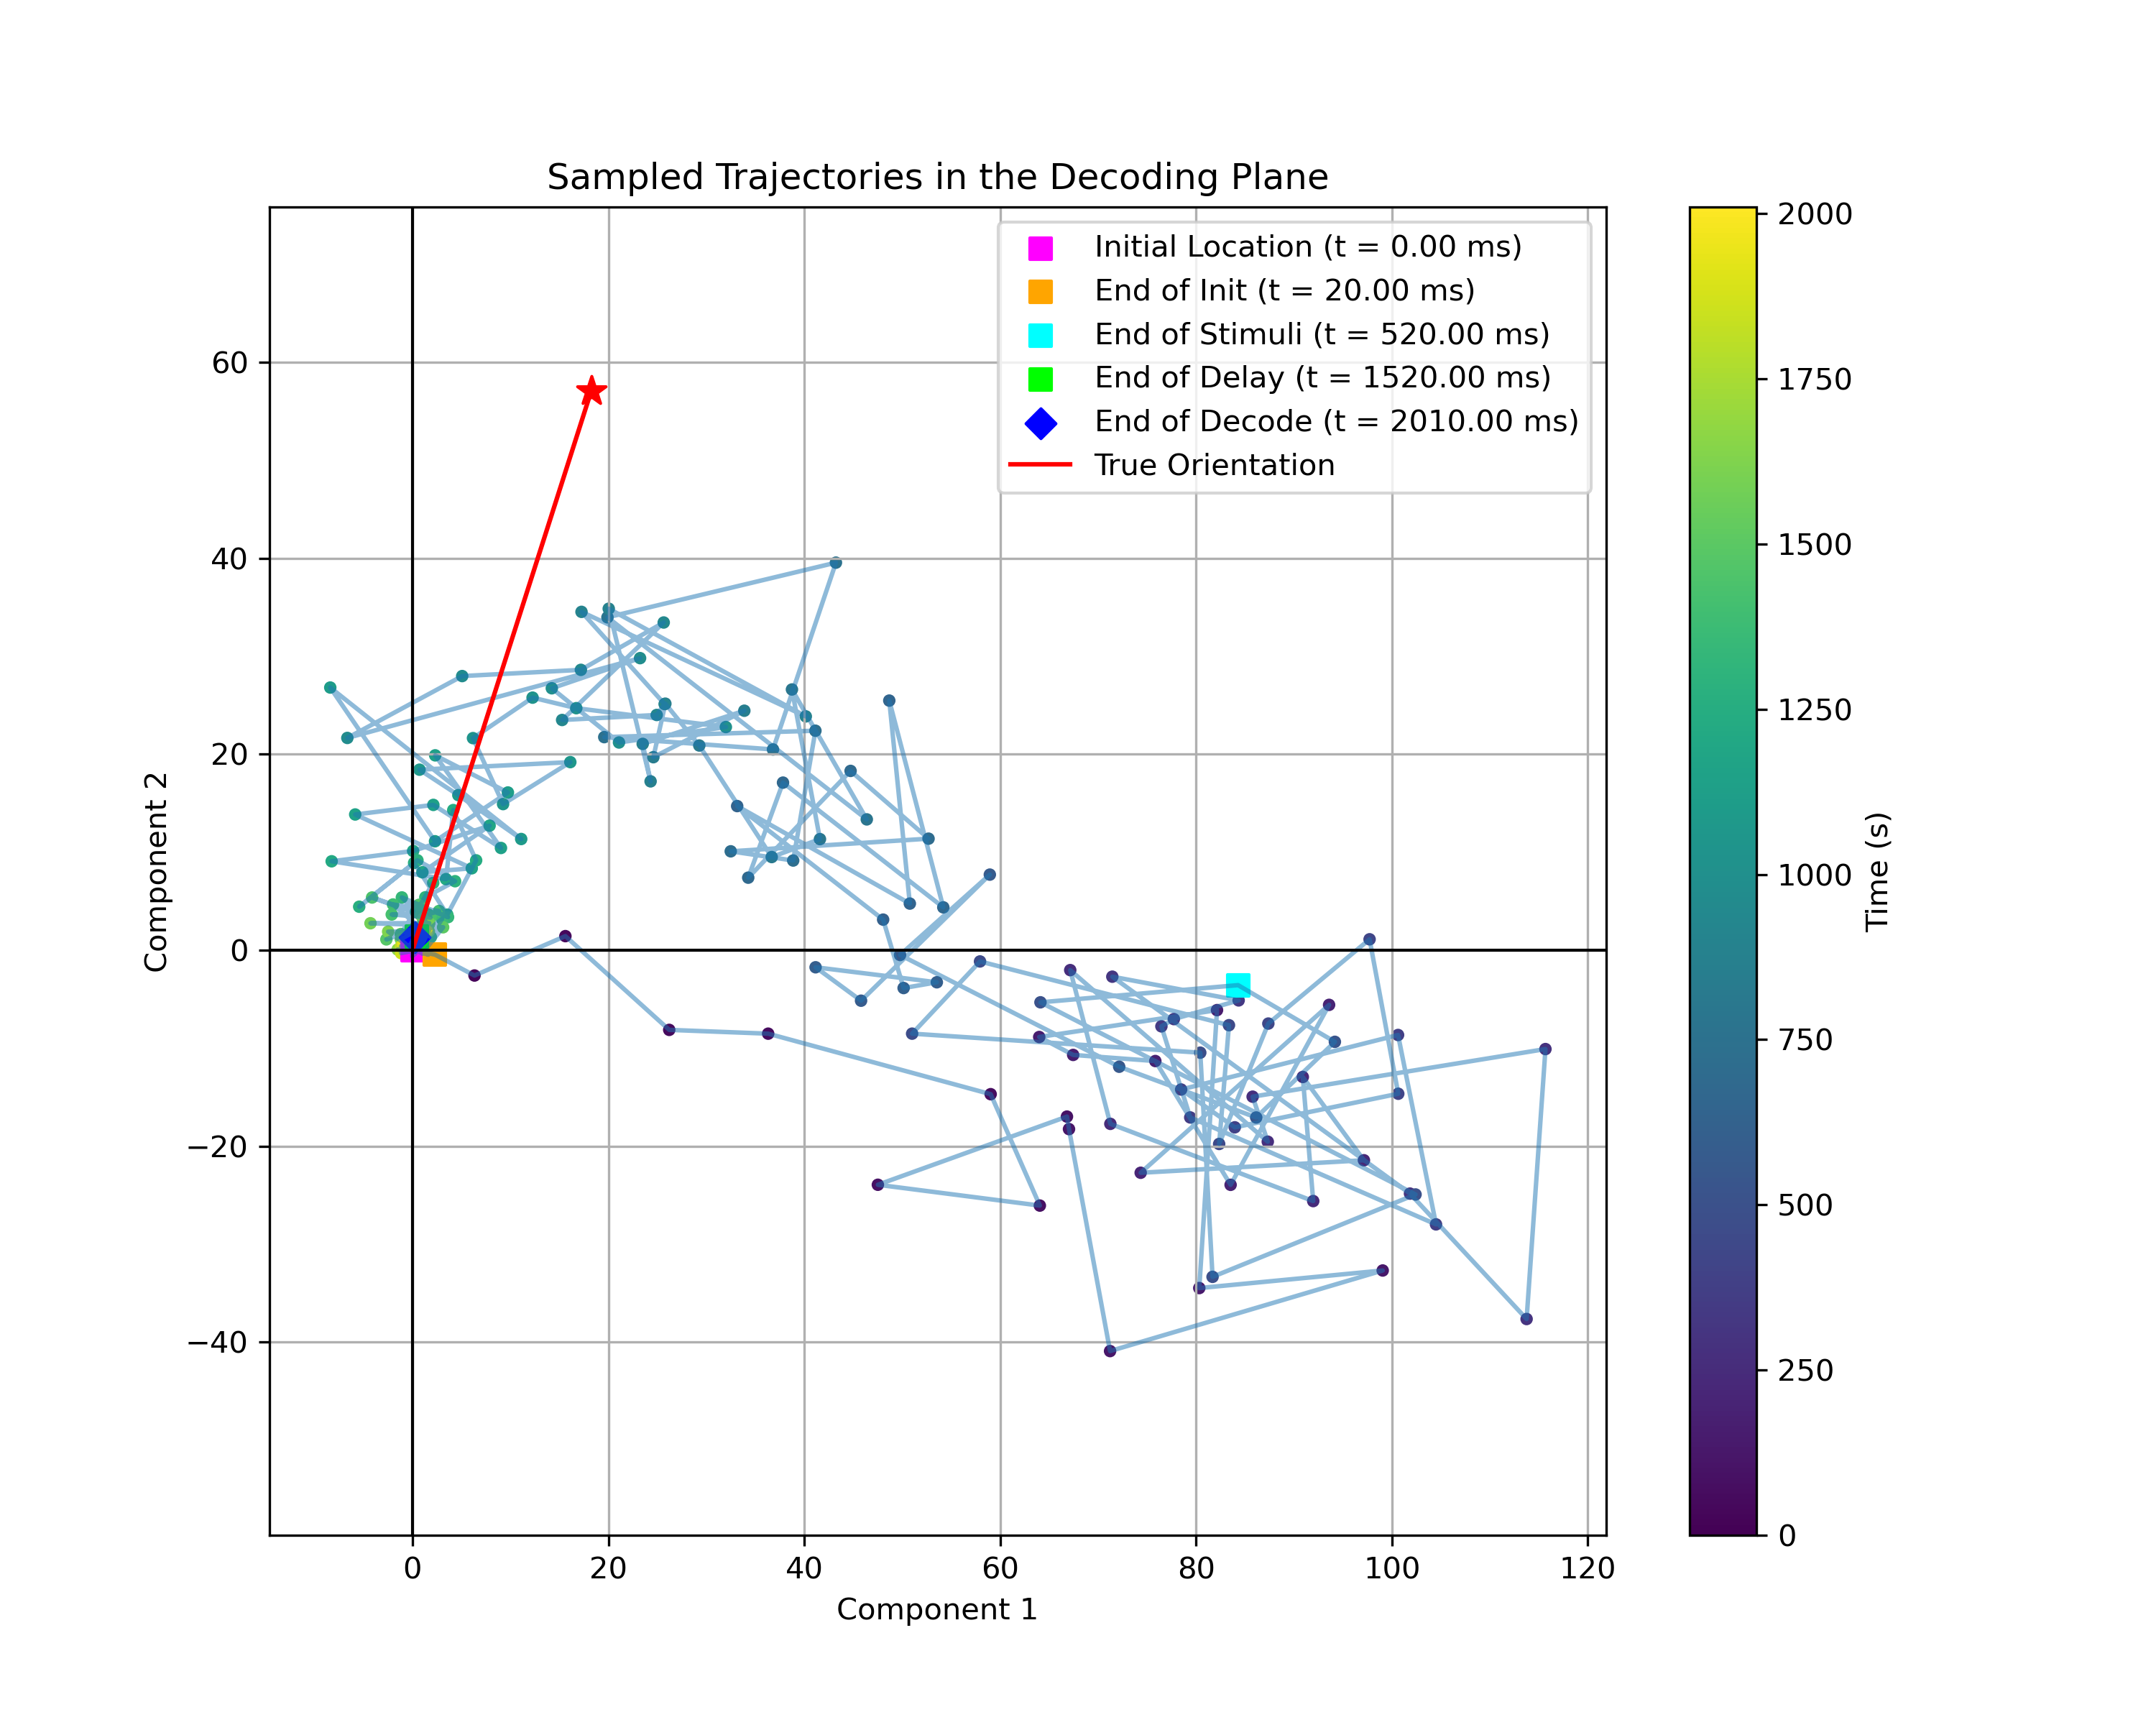 Sampled Trajectories in the Decoding Plane
Initial Location (t = 0.00 ms)
End of Init (t = 20.00 ms)
End of Stimuli (t = 520.00 ms)
End of Delay (t = 1520.00 ms)
End of Decode (t = 2010.00 ms)
True Orientation
60
40
20
0
−20
−40
Component 2
0 20 40 60 80 100 120
Component 1
2000
1750
1500
1250
1000
750
500
250
0
Time (s)